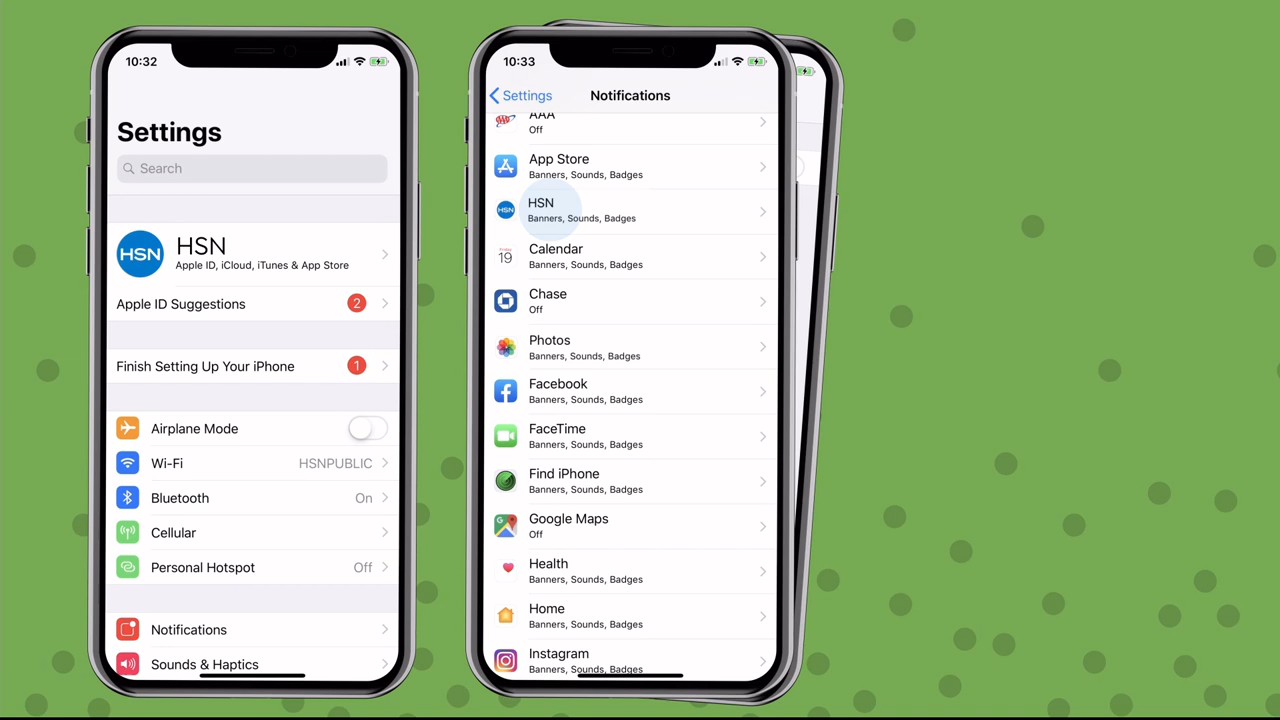 10:32
Settings
Search
HSN
HSN
Apple ID, iCloud, iTunes & App Store
Apple ID Suggestions
2
Finish Setting Up Your iPhone
1
Airplane Mode
Wi-Fi
HSNPUBLIC
Bluetooth
On
Cellular
Personal Hotspot
Off
Notifications
Sounds & Haptics
10:33
Settings
Notifications
AAA
Off
App Store
Banners, Sounds, Badges
HSN
HSN
Banners, Sounds, Badges
Friday
19
Calendar
Banners, Sounds, Badges
Chase
Off
Photos
Banners, Sounds, Badges
Facebook
Banners, Sounds, Badges
FaceTime
Banners, Sounds, Badges
Find iPhone
Banners, Sounds, Badges
Google Maps
Off
Health
Banners, Sounds, Badges
Home
Banners, Sounds, Badges
Instagram
Banners, Sounds, Badges